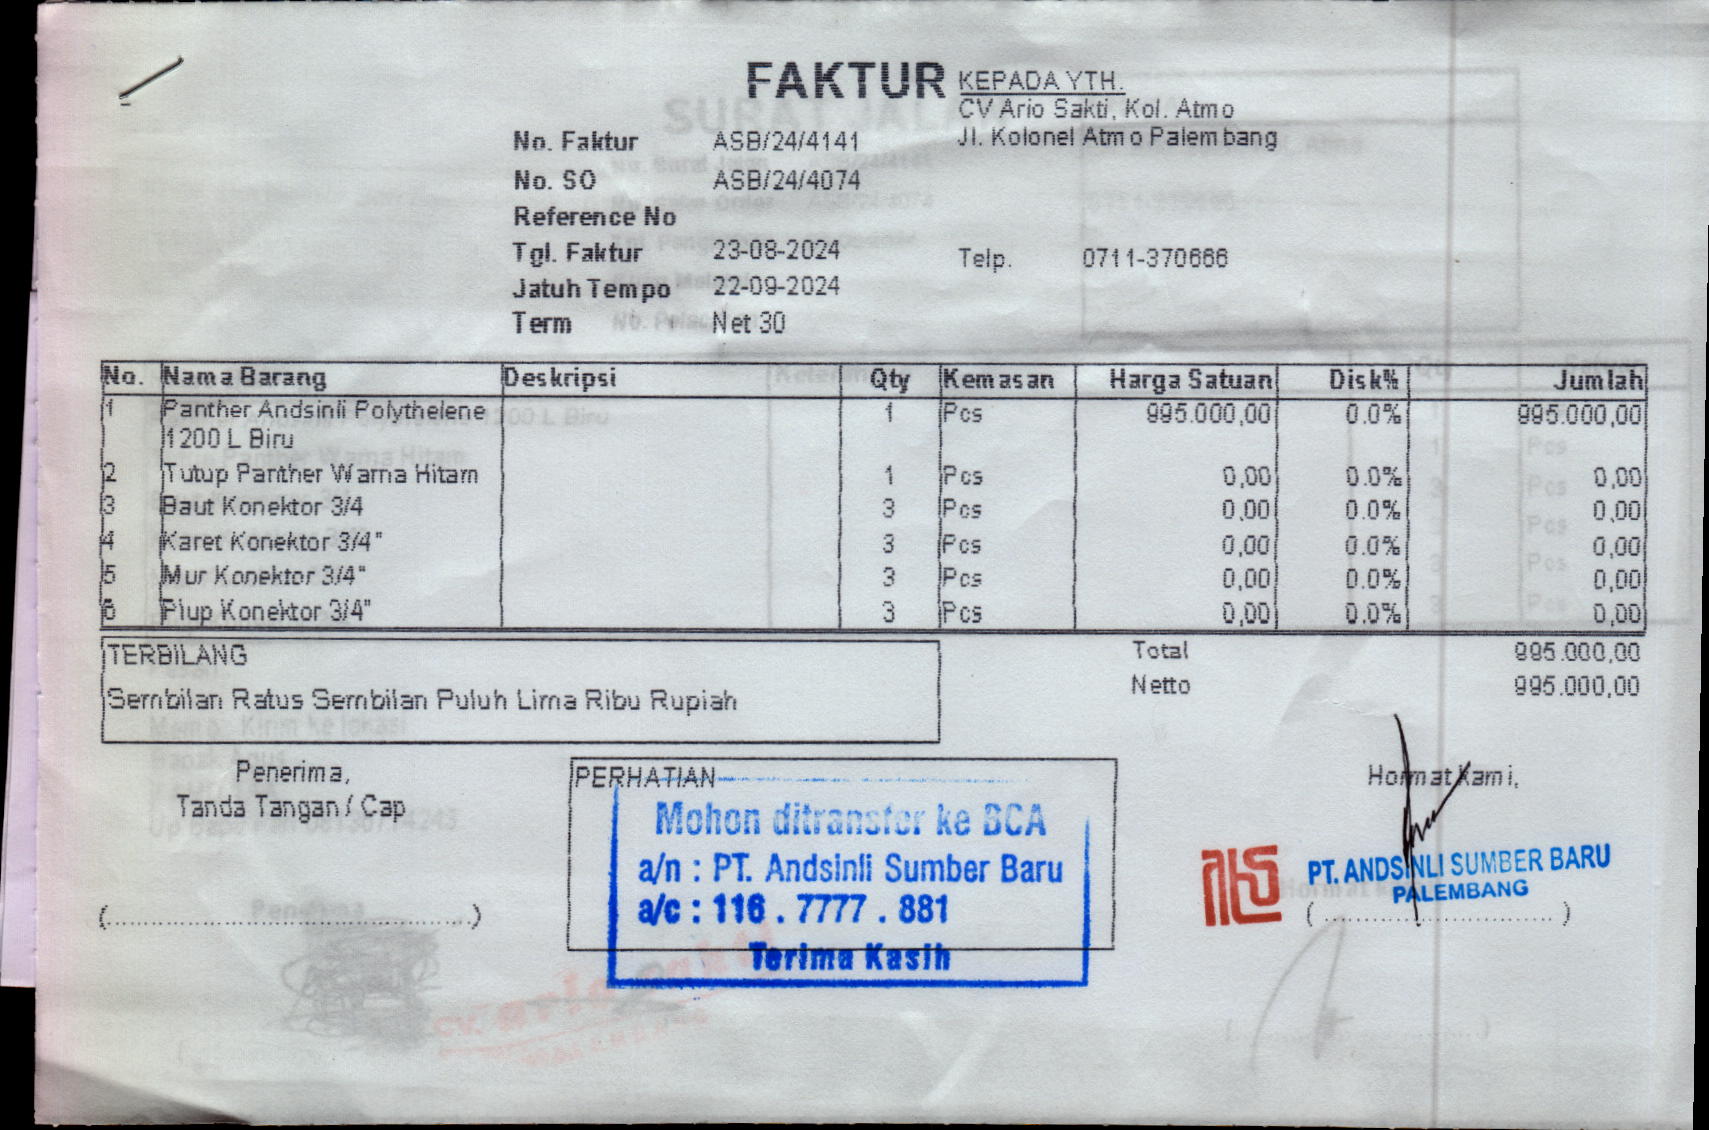 FAKTUR
KEPADA YTH.
CV Ario Sakti, Kol. Atmo
Jl. Kolonel Atmo Palembang
No. Faktur ASB/24/4141
No. SO ASB/24/4074
Reference No
Tgl. Faktur 23-08-2024
Telp. 0711-370666
Jatuh Tempo 22-09-2024
Term Net 30
No. Nama Barang Deskripsi Qty Kemasan Harga Satuan Disk% Jumlah
1 Panther Andsinli Polythelene 1 Pcs 995.000,00 0.0% 995.000,00
1200 L Biru
2 Tutup Panther Warna Hitam 1 Pcs 0,00 0.0% 0,00
3 Baut Konektor 3/4 3 Pcs 0,00 0.0% 0,00
4 Karet Konektor 3/4" 3 Pcs 0,00 0.0% 0,00
5 Mur Konektor 3/4" 3 Pcs 0,00 0.0% 0,00
6 Plup Konektor 3/4" 3 Pcs 0,00 0.0% 0,00
TERBILANG
Sembilan Ratus Sembilan Puluh Lima Ribu Rupiah
Total 995.000,00
Netto 995.000,00
Penerima,
Tanda Tangan / Cap
(........................................)
PERHATIAN
Mohon ditransfer ke BCA
a/n : PT. Andsinli Sumber Baru
a/c : 116 . 7777 . 881
Terima Kasih
Hormat Kami,
PT. ANDSINLI SUMBER BARU
PALEMBANG
(........................................)